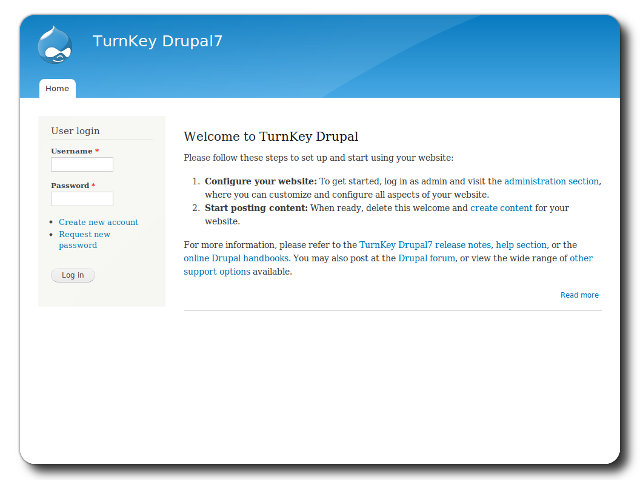 TurnKey Drupal7
Home
User login
Username *
Password *
Create new account
Request new
password
Log in
Welcome to TurnKey Drupal
Please follow these steps to set up and start using your website:
1. Configure your website: To get started, log in as admin and visit the administration section,
where you can customize and configure all aspects of your website.
2. Start posting content: When ready, delete this welcome and create content for your
website.
For more information, please refer to the TurnKey Drupal7 release notes, help section, or the
online Drupal handbooks. You may also post at the Drupal forum, or view the wide range of other
support options available.
Read more